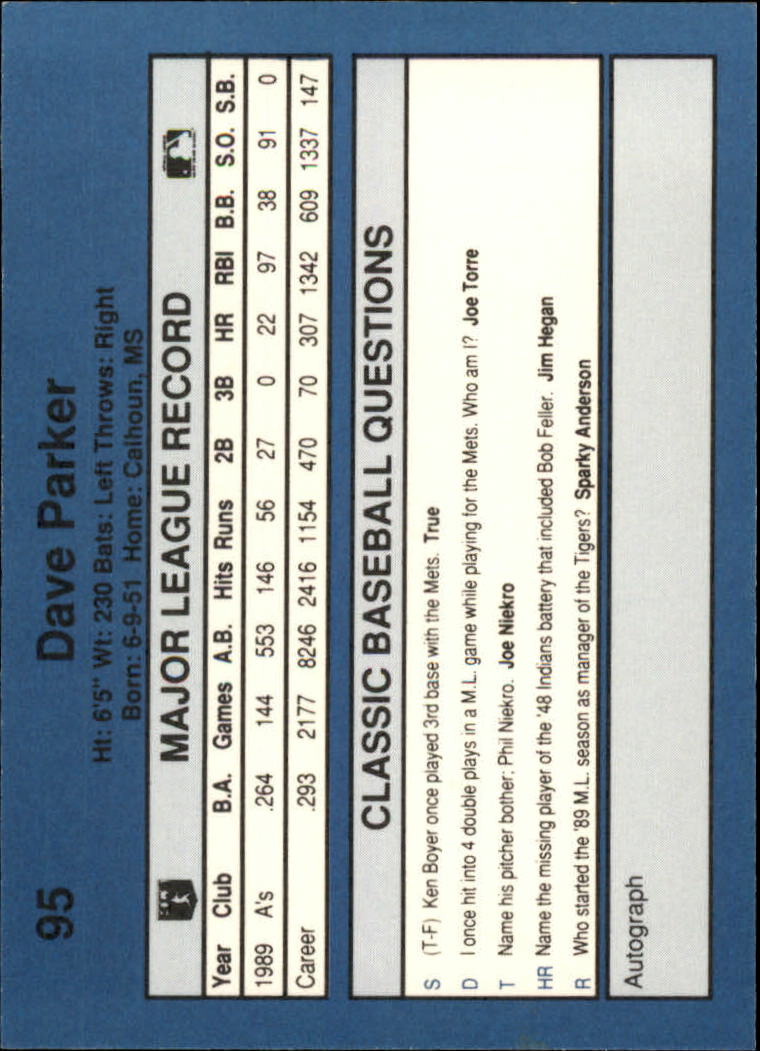 95 Dave Parker
Ht: 6'5" Wt: 230 Bats: Left Throws: Right
Born: 6-9-51 Home: Calhoun, MS
MAJOR LEAGUE RECORD
Year Club B.A. Games A.B. Hits Runs 2B 3B HR RBI B.B. S.O. S.B.
1989 A's .264 144 553 146 56 27 0 22 97 38 91 0
Career .293 2177 8246 2416 1154 470 70 307 1342 609 1337 147
CLASSIC BASEBALL QUESTIONS
S (T-F) Ken Boyer once played 3rd base with the Mets. True
D I once hit into 4 double plays in a M.L. game while playing for the Mets. Who am I? Joe Torre
T Name his pitcher bother; Phil Niekro. Joe Niekro
HR Name the missing player of the '48 Indians battery that included Bob Feller. Jim Hegan
R Who started the '89 M.L. season as manager of the Tigers? Sparky Anderson
Autograph